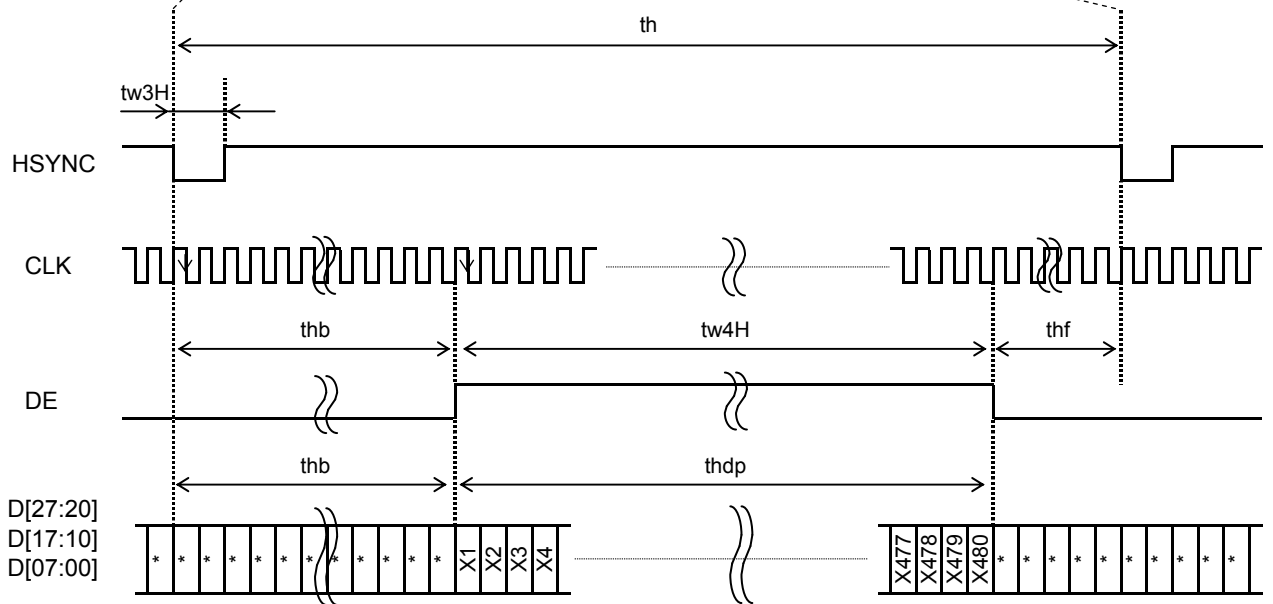 th
tw3H
HSYNC
CLK
thb tw4H thf
DE
thb thdp
D[27:20]
D[17:10]
D[07:00]
* * * * * * * * * * * * X1 X2 X3 X4 X477 X478 X479 X480 * * * * * * * * * *